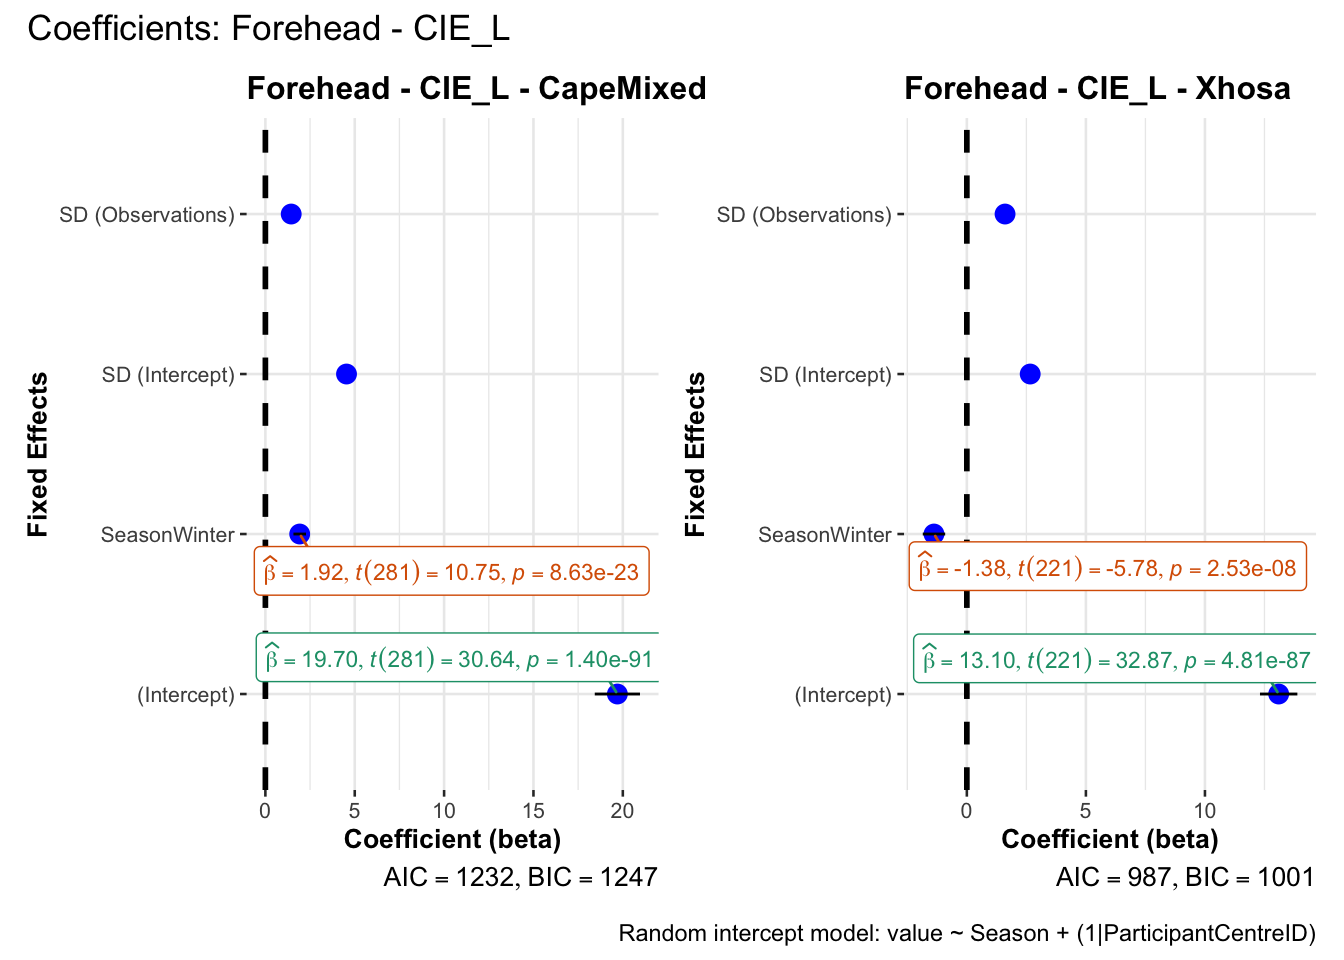 Coefficients: Forehead - CIE_L
Forehead - CIE_L - CapeMixed
Fixed Effects
SD (Observations)
SD (Intercept)
SeasonWinter
(Intercept)
β̂ = 1.92, t(281) = 10.75, p = 8.63e-23
β̂ = 19.70, t(281) = 30.64, p = 1.40e-91
0 5 10 15 20
Coefficient (beta)
AIC = 1232, BIC = 1247
Forehead - CIE_L - Xhosa
Fixed Effects
SD (Observations)
SD (Intercept)
SeasonWinter
(Intercept)
β̂ = -1.38, t(221) = -5.78, p = 2.53e-08
β̂ = 13.10, t(221) = 32.87, p = 4.81e-87
0 5 10
Coefficient (beta)
AIC = 987, BIC = 1001
Random intercept model: value ~ Season + (1|ParticipantCentreID)